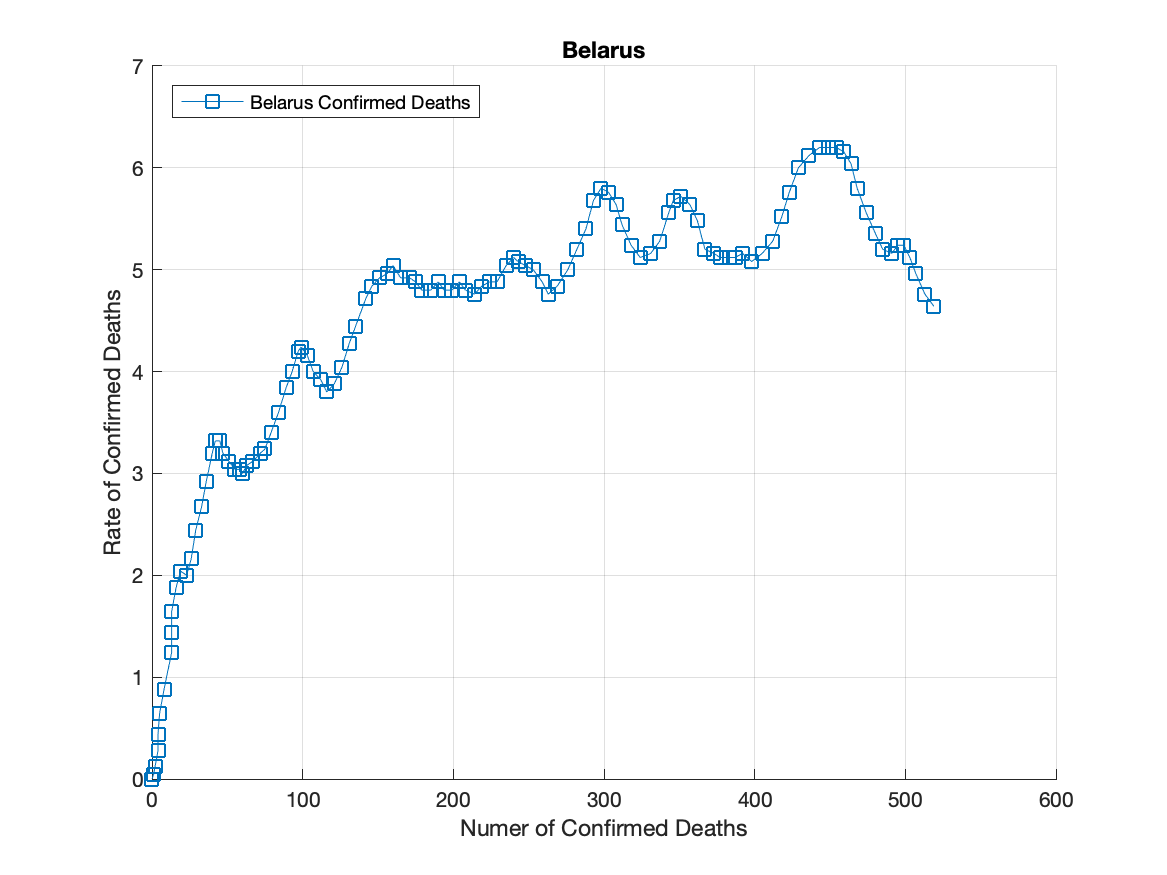 Belarus
Belarus Confirmed Deaths
7
6
5
4
3
2
1
0
Rate of Confirmed Deaths
0 100 200 300 400 500 600
Numer of Confirmed Deaths